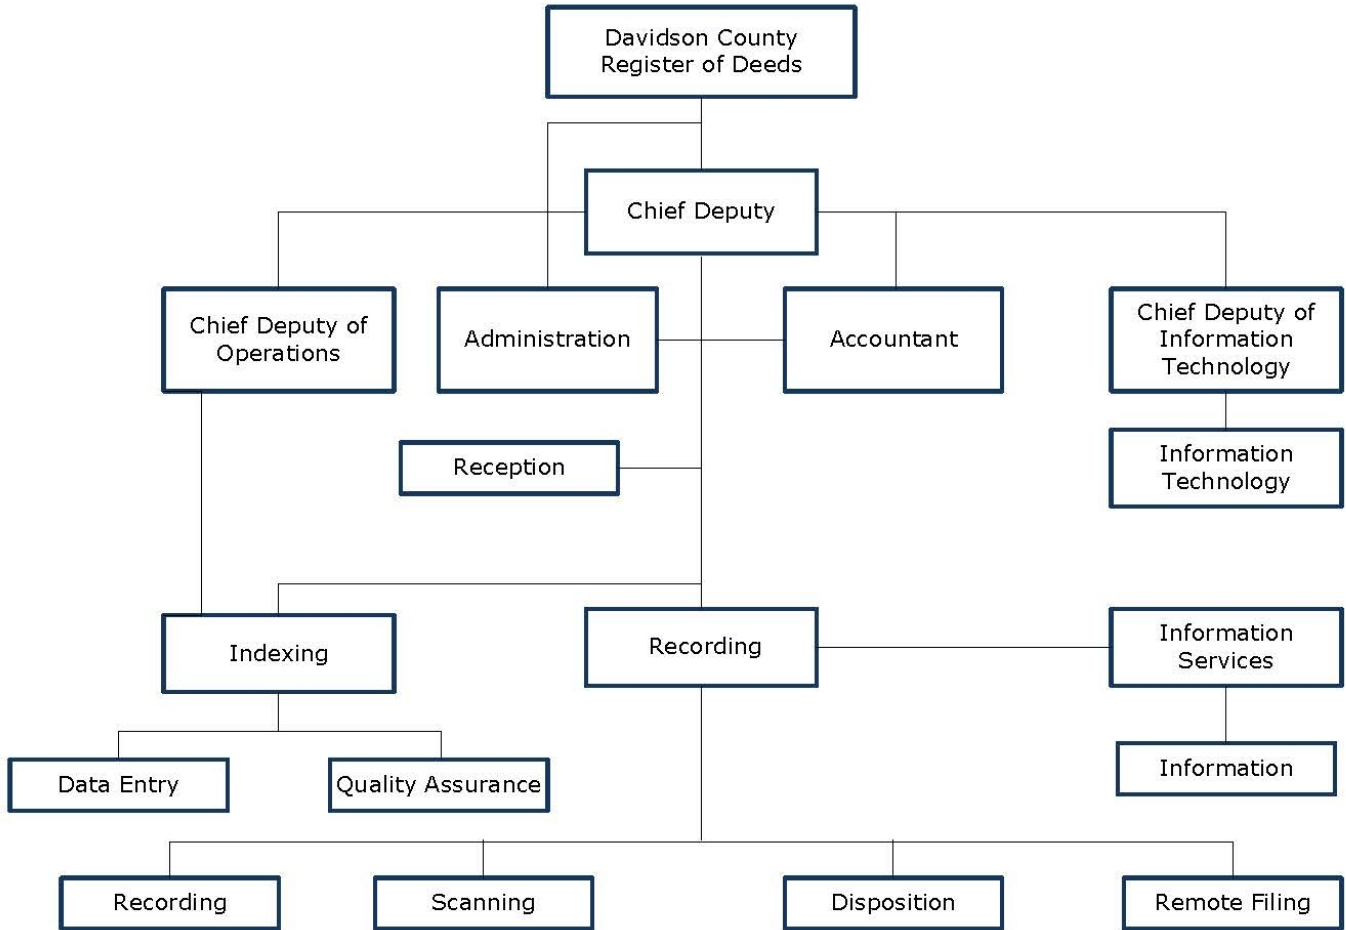 Davidson County
Register of Deeds
Chief Deputy
Chief Deputy of
Operations
Administration
Accountant
Chief Deputy of
Information
Technology
Reception
Information
Technology
Indexing
Recording
Information
Services
Data Entry
Quality Assurance
Information
Recording
Scanning
Disposition
Remote Filing